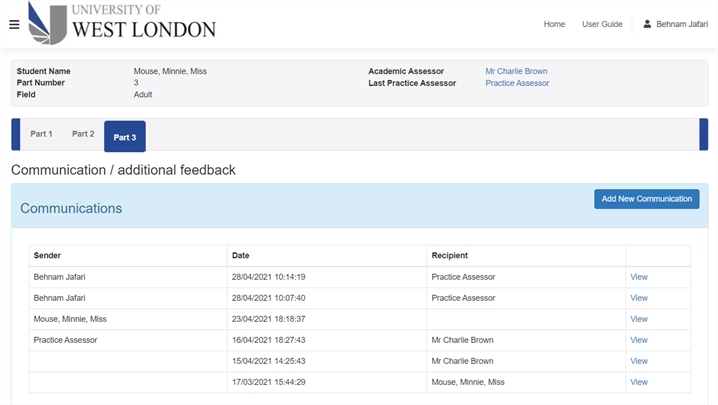 UNIVERSITY OF
WEST LONDON
Home User Guide Behnam Jafari
Student Name Mouse, Minnie, Miss Academic Assessor Mr Charlie Brown
Part Number 3 Last Practice Assessor Practice Assessor
Field Adult
Part 1 Part 2 Part 3
Communication / additional feedback
Communications Add New Communication
Sender Date Recipient
Behnam Jafari 28/04/2021 10:14:19 Practice Assessor View
Behnam Jafari 28/04/2021 10:07:40 Practice Assessor View
Mouse, Minnie, Miss 23/04/2021 18:18:37 View
Practice Assessor 16/04/2021 18:27:43 Mr Charlie Brown View
15/04/2021 14:25:43 Mr Charlie Brown View
17/03/2021 15:44:29 Mouse, Minnie, Miss View